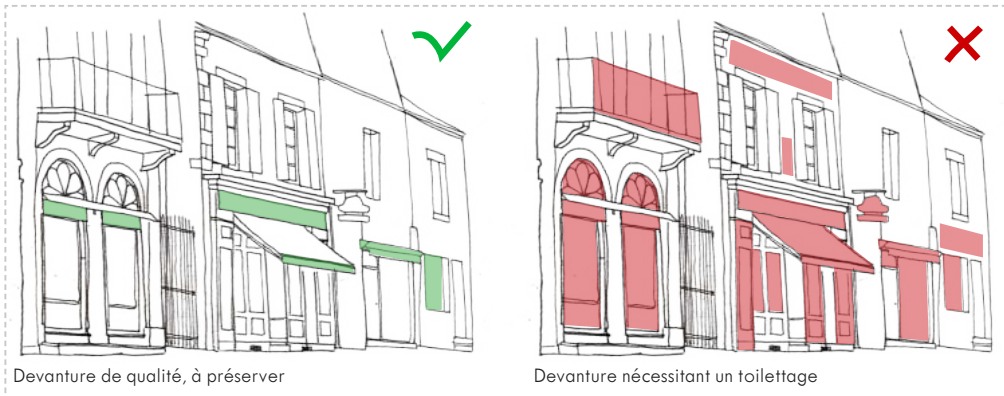 Devanture de qualité, à préserver
Devanture nécessitant un toilettage